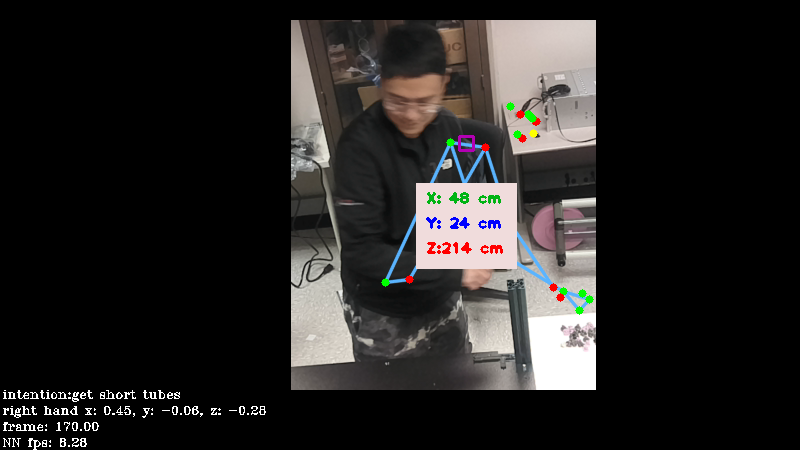 X: 48 cm
Y: 24 cm
Z:214 cm
intention:get short tubes
right hand x: 0.45, y: -0.06, z: -0.28
frame: 170.00
NN fps: 8.28